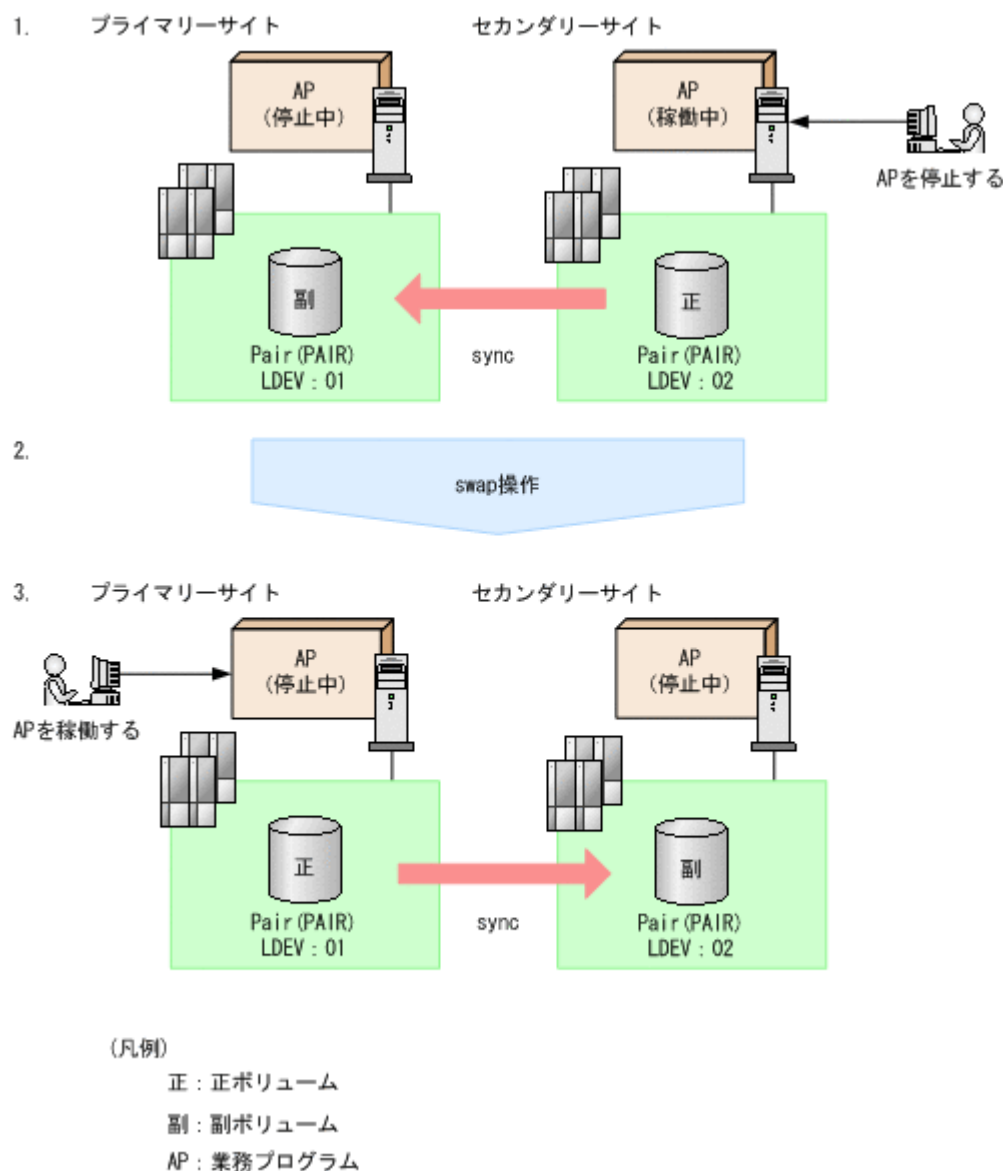 1. プライマリーサイト セカンダリーサイト
AP
(停止中)
AP
(稼働中)
APを停止する
副
正
Pair(PAIR)
LDEV : 01
sync
Pair(PAIR)
LDEV : 02
2.
swap操作
3. プライマリーサイト セカンダリーサイト
AP
(停止中)
AP
(停止中)
APを稼働する
正
副
Pair(PAIR)
LDEV : 01
sync
Pair(PAIR)
LDEV : 02
(凡例)
正 : 正ボリューム
副 : 副ボリューム
AP : 業務プログラム